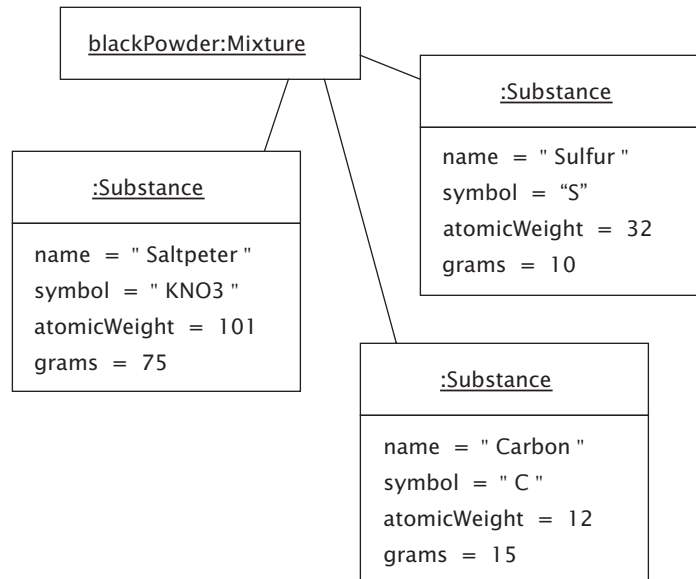 blackPowder:Mixture
:Substance
name = " Sulfur "
symbol = “S”
atomicWeight = 32
grams = 10
:Substance
name = " Saltpeter "
symbol = " KNO3 "
atomicWeight = 101
grams = 75
:Substance
name = " Carbon "
symbol = " C "
atomicWeight = 12
grams = 15